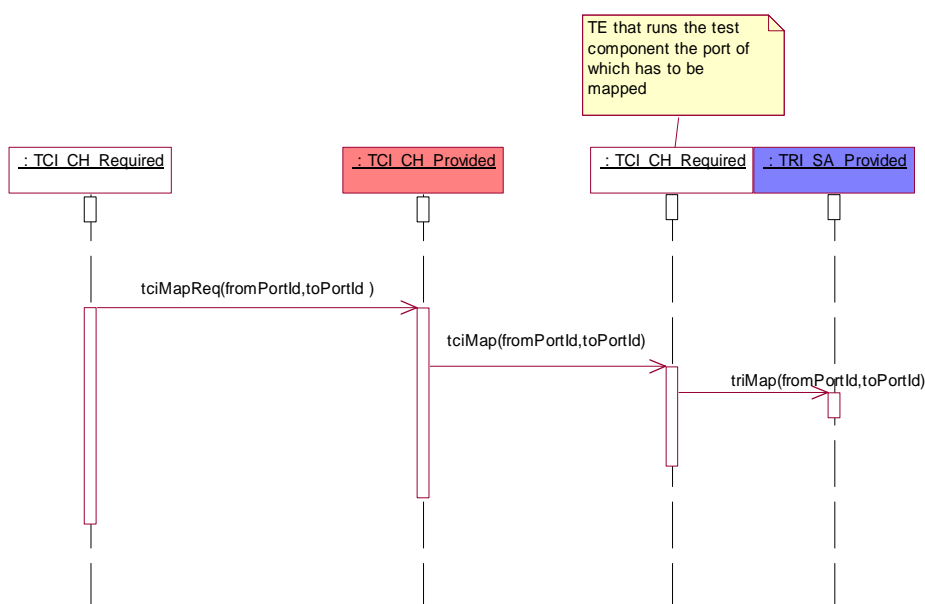 TE that runs the test
component the port of
which has to be
mapped
: TCI_CH_Required
: TCI_CH_Provided
: TCI_CH_Required
: TRI_SA_Provided
tciMapReq(fromPortId,toPortId )
tciMap(fromPortId,toPortId)
triMap(fromPortId,toPortId)